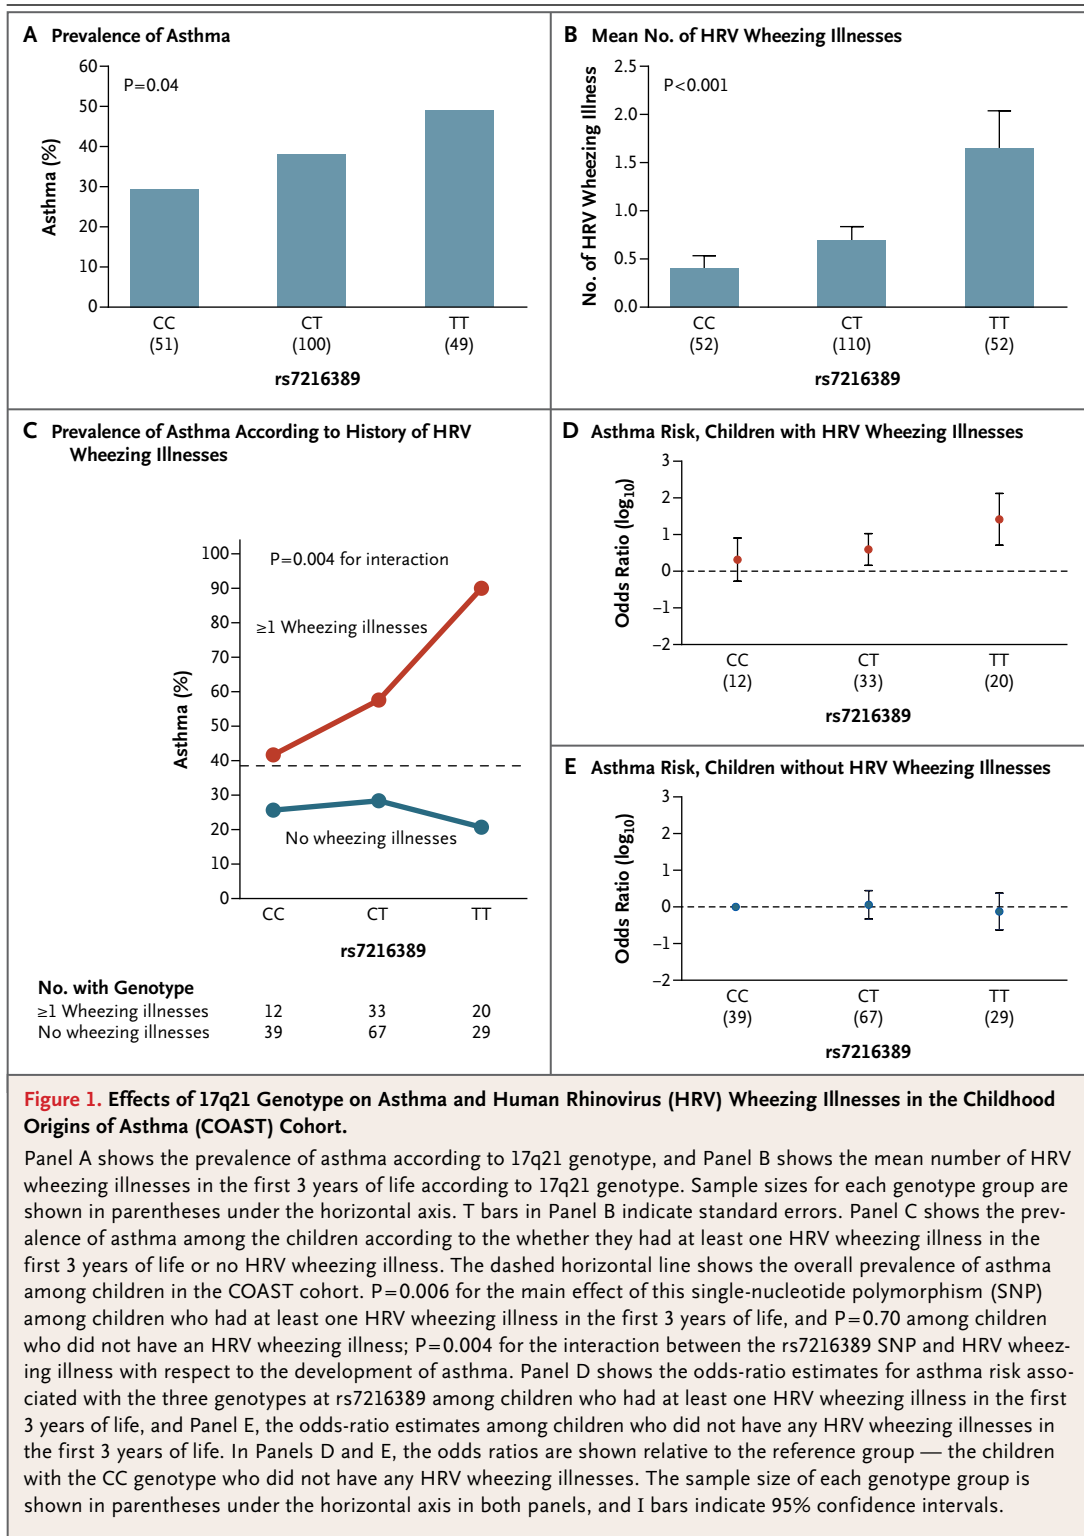 A Prevalence of Asthma
60
50
40
30
20
10
0
Asthma (%)
P=0.04
CC
(51)
CT
(100)
TT
(49)
rs7216389
B Mean No. of HRV Wheezing Illnesses
2.5
2.0
1.5
1.0
0.5
0.0
No. of HRV Wheezing Illness
P<0.001
CC
(52)
CT
(110)
TT
(52)
rs7216389
C Prevalence of Asthma According to History of HRV
Wheezing Illnesses
100
90
80
70
60
50
40
30
20
10
0
Asthma (%)
P=0.004 for interaction
≥1 Wheezing illnesses
No wheezing illnesses
CC
CT
TT
rs7216389
No. with Genotype
≥1 Wheezing illnesses 12 33 20
No wheezing illnesses 39 67 29
D Asthma Risk, Children with HRV Wheezing Illnesses
3
2
1
0
−1
−2
Odds Ratio (log10)
CC
(12)
CT
(33)
TT
(20)
rs7216389
E Asthma Risk, Children without HRV Wheezing Illnesses
3
2
1
0
−1
−2
Odds Ratio (log10)
CC
(39)
CT
(67)
TT
(29)
rs7216389
Figure 1. Effects of 17q21 Genotype on Asthma and Human Rhinovirus (HRV) Wheezing Illnesses in the Childhood
Origins of Asthma (COAST) Cohort.
Panel A shows the prevalence of asthma according to 17q21 genotype, and Panel B shows the mean number of HRV
wheezing illnesses in the first 3 years of life according to 17q21 genotype. Sample sizes for each genotype group are
shown in parentheses under the horizontal axis. T bars in Panel B indicate standard errors. Panel C shows the prev-
alence of asthma among the children according to the whether they had at least one HRV wheezing illness in the
first 3 years of life or no HRV wheezing illness. The dashed horizontal line shows the overall prevalence of asthma
among children in the COAST cohort. P=0.006 for the main effect of this single-nucleotide polymorphism (SNP)
among children who had at least one HRV wheezing illness in the first 3 years of life, and P=0.70 among children
who did not have an HRV wheezing illness; P=0.004 for the interaction between the rs7216389 SNP and HRV wheez-
ing illness with respect to the development of asthma. Panel D shows the odds-ratio estimates for asthma risk asso-
ciated with the three genotypes at rs7216389 among children who had at least one HRV wheezing illness in the first
3 years of life, and Panel E, the odds-ratio estimates among children who did not have any HRV wheezing illnesses in
the first 3 years of life. In Panels D and E, the odds ratios are shown relative to the reference group — the children
with the CC genotype who did not have any HRV wheezing illnesses. The sample size of each genotype group is
shown in parentheses under the horizontal axis in both panels, and I bars indicate 95% confidence intervals.